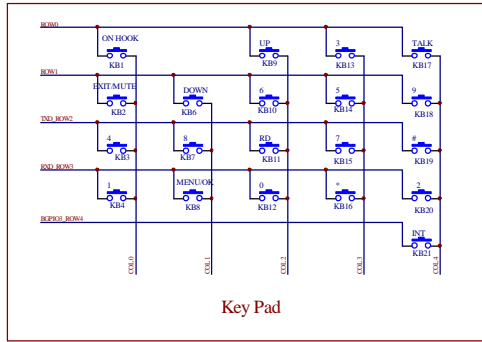 ROW0
ON HOOK UP 3 TALK
KB1 KB9 KB13 KB17
ROW1
EXIT/MUTE DOWN 6 5 9
KB2 KB6 KB10 KB14 KB18
TXD_ROW2
4 8 RD 7 #
KB3 KB7 KB11 KB15 KB19
RXD_ROW3
1 MENU/OK 0 * 2
KB4 KB8 KB12 KB16 KB20
BGPIO3_ROW4
INT
KB21
COL0 COL1 COL2 COL3 COL4
Key Pad